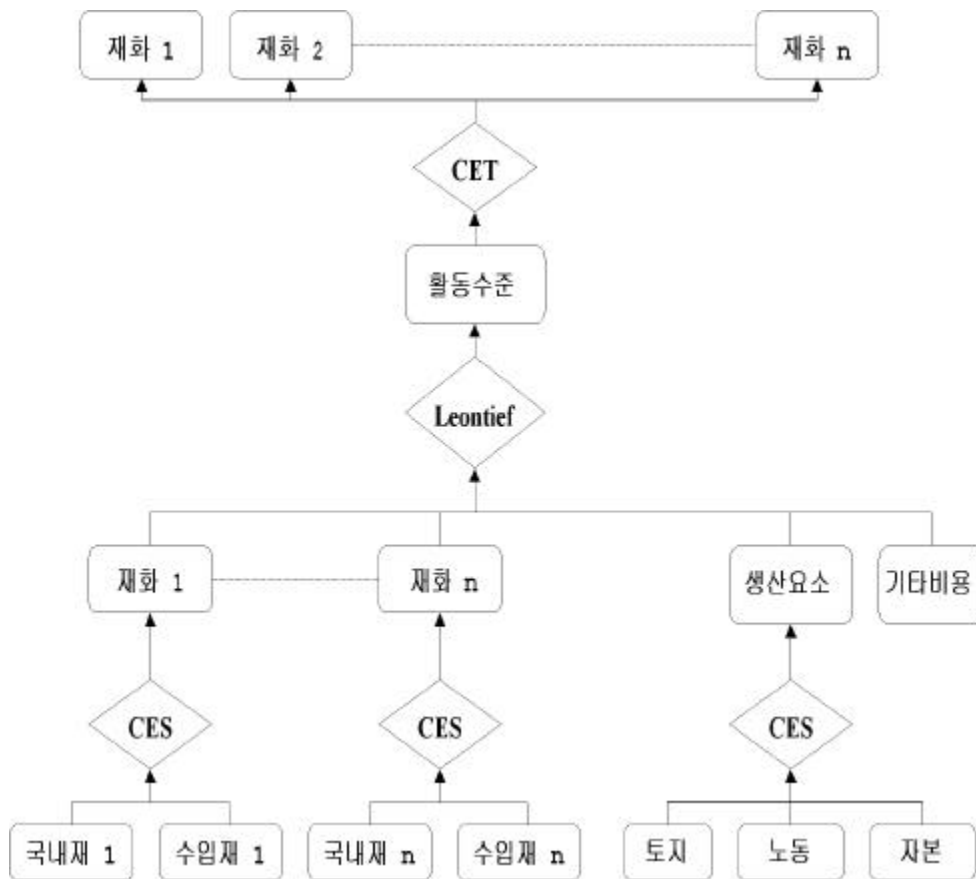 재화 1
재화 2
재화 n
CET
활동수준
Leontief
재화 1
재화 n
생산요소
기타비용
CES
CES
CES
국내재 1
수입재 1
국내재 n
수입재 n
토지
노동
자본